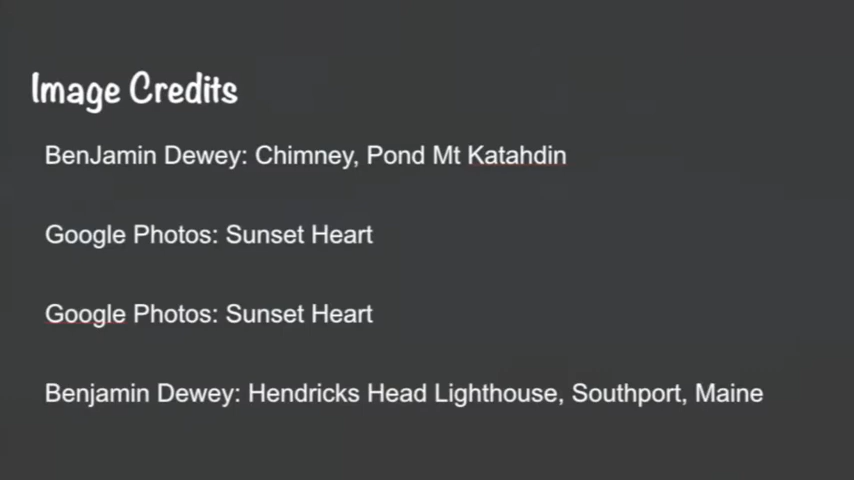 Image Credits
BenJamin Dewey: Chimney, Pond Mt Katahdin
Google Photos: Sunset Heart
Google Photos: Sunset Heart
Benjamin Dewey: Hendricks Head Lighthouse, Southport, Maine